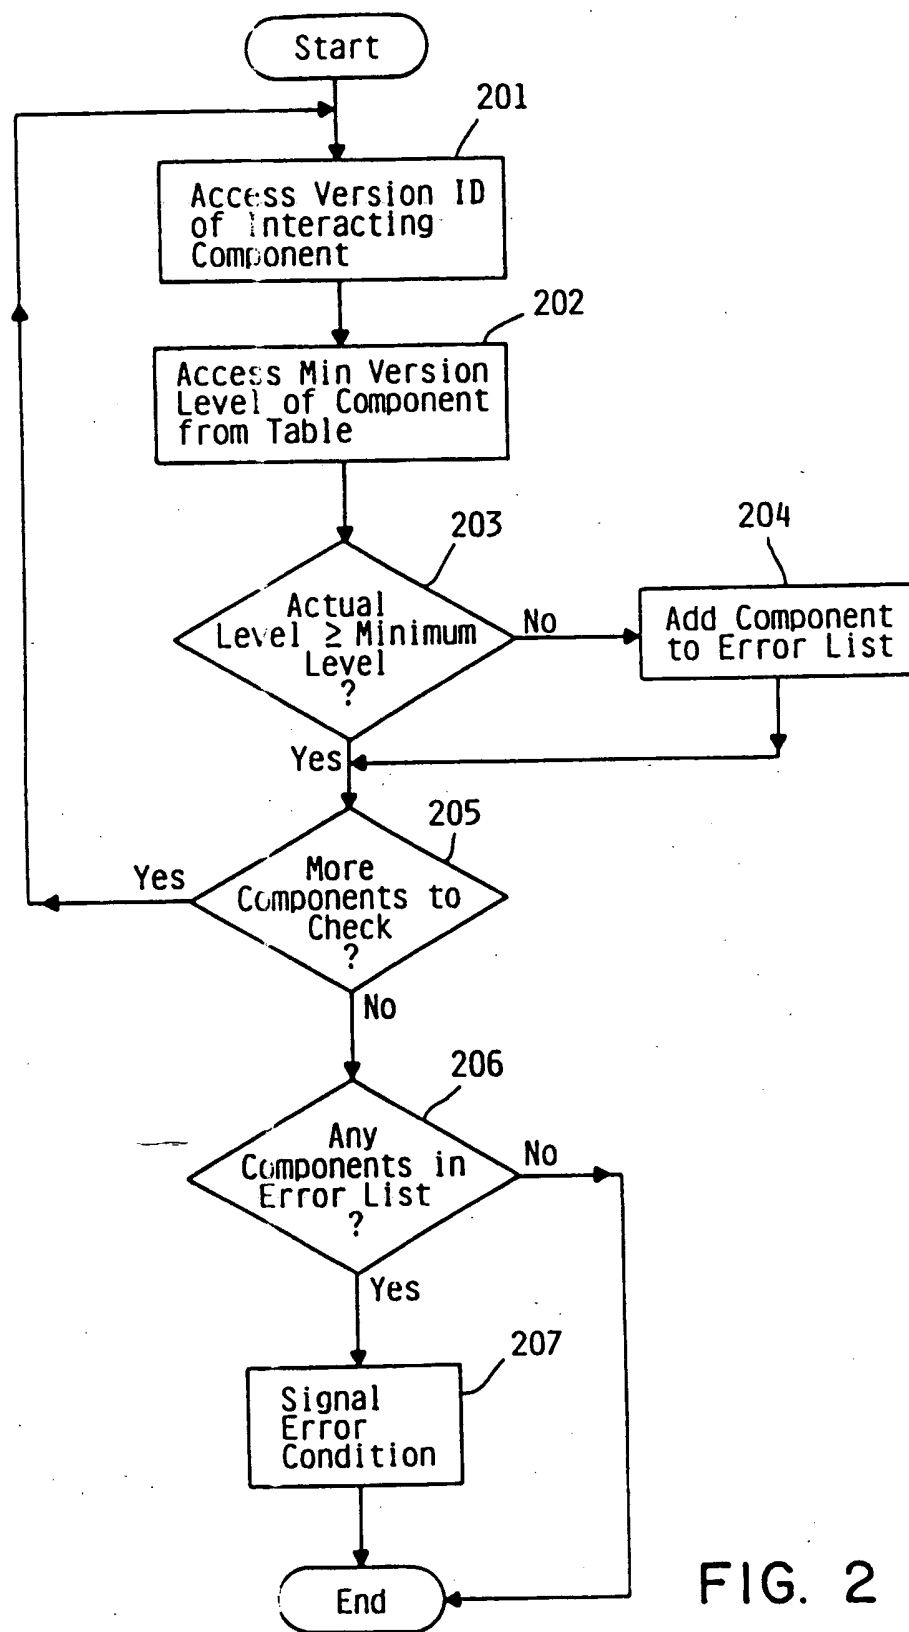 Start
201
Access Version ID
of Interacting
Component
202
Access Min Version
Level of Component
from Table
203
Actual
Level ≥ Minimum
Level
?
No
204
Add Component
to Error List
Yes
205
More
Components to
Check
?
Yes
No
206
Any
Components in
Error List
?
No
Yes
207
Signal
Error
Condition
End
FIG. 2